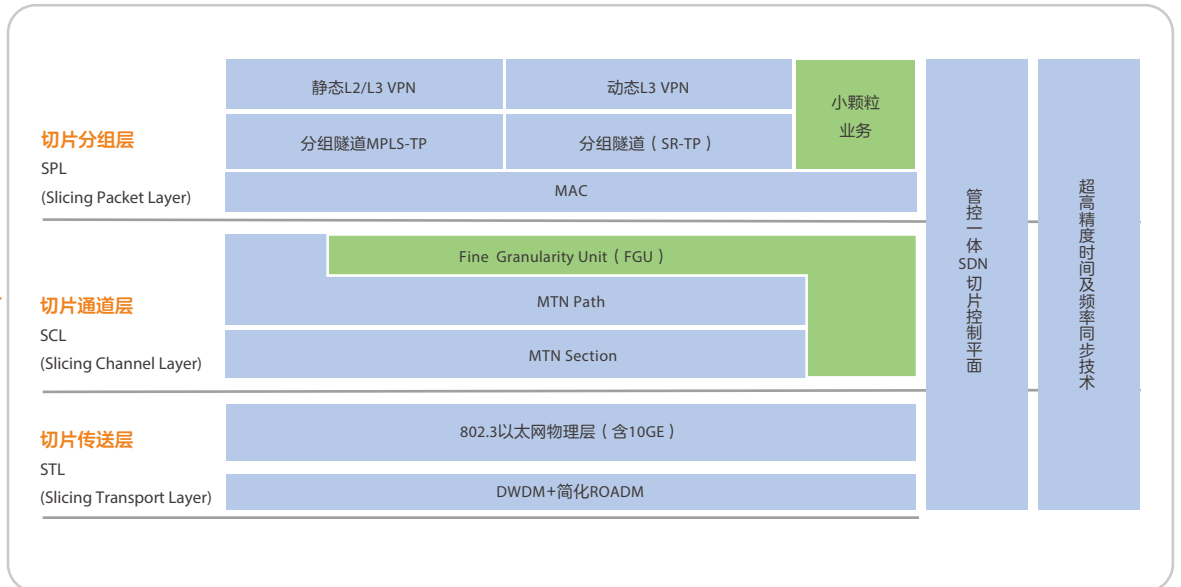 静态L2/L3 VPN
动态L3 VPN
小颗粒
业务
切片分组层
SPL
(Slicing Packet Layer)
分组隧道MPLS-TP
分组隧道（SR-TP）
MAC
切片通道层
SCL
(Slicing Channel Layer)
Fine Granularity Unit（FGU）
MTN Path
MTN Section
切片传送层
STL
(Slicing Transport Layer)
802.3以太网物理层（含10GE）
DWDM+简化ROADM
管控一体SDN切片控制平面
超高精度时间及频率同步技术